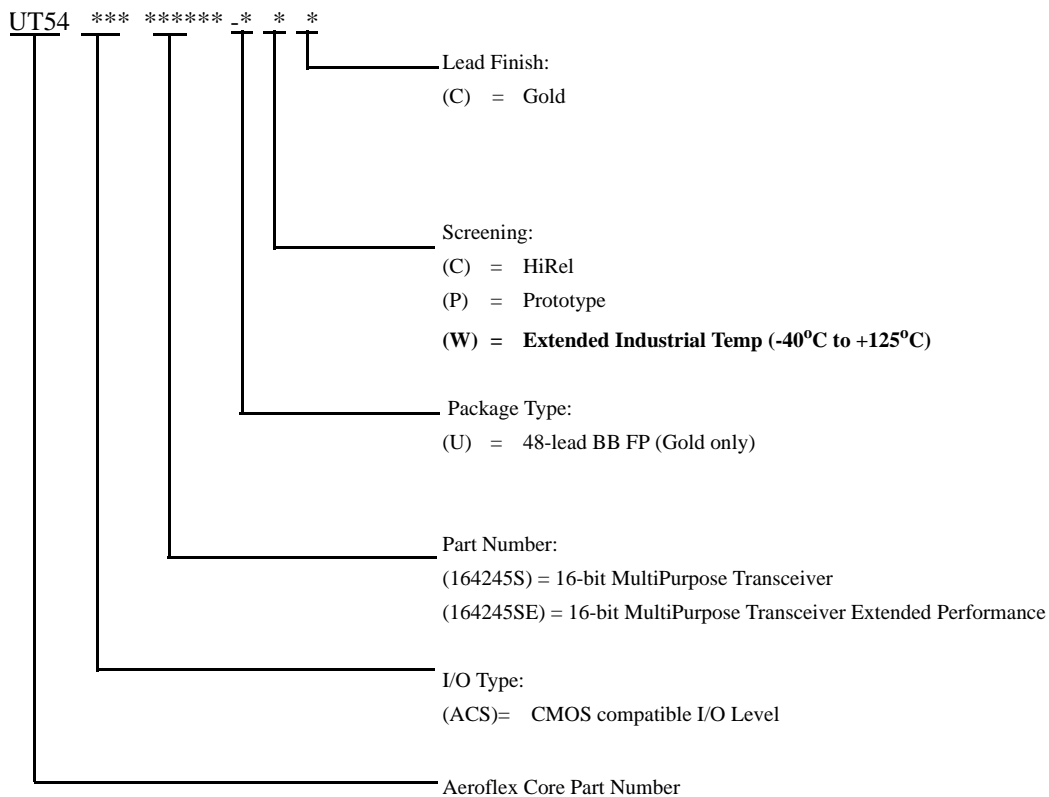 UT54 *** ****** -* * *
Lead Finish:
(C) = Gold
Screening:
(C) = HiRel
(P) = Prototype
(W) = Extended Industrial Temp (-40oC to +125oC)
Package Type:
(U) = 48-lead BB FP (Gold only)
Part Number:
(164245S) = 16-bit MultiPurpose Transceiver
(164245SE) = 16-bit MultiPurpose Transceiver Extended Performance
I/O Type:
(ACS)= CMOS compatible I/O Level
Aeroflex Core Part Number